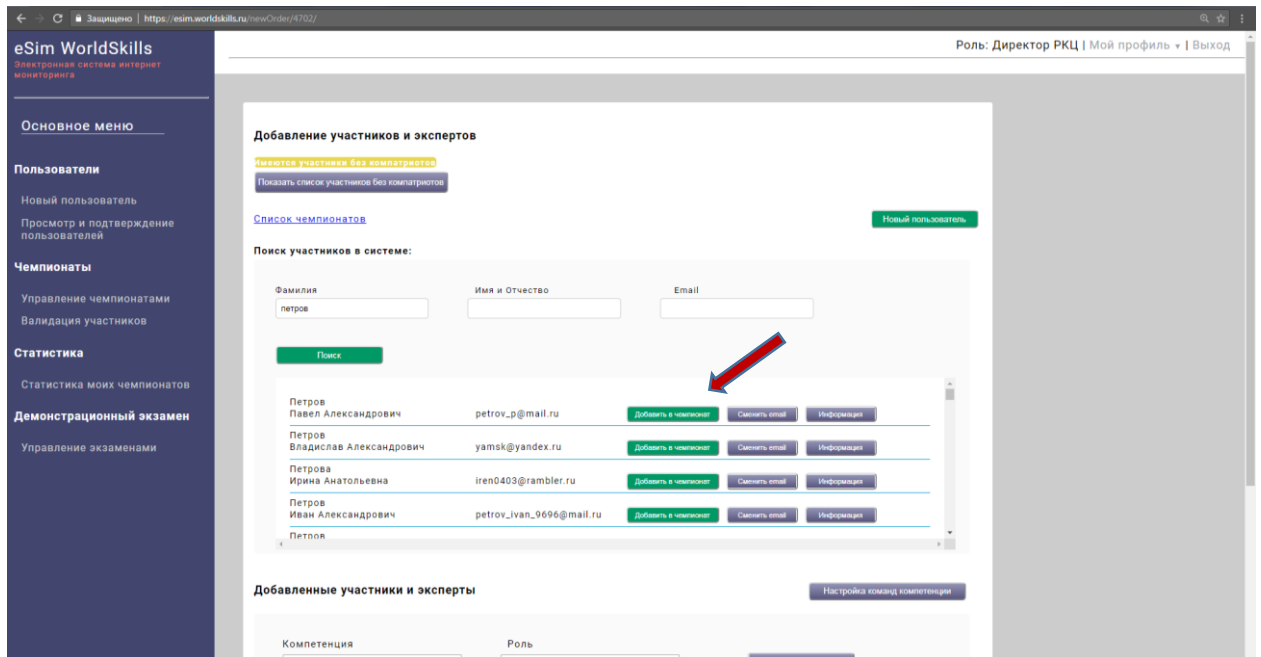 Защищено | https://esim.worldskills.ru/newOrder/4702/
eSim WorldSkills
Электронная система интернет
мониторинга
Роль: Директор РКЦ | Мой профиль ▾ | Выход
Основное меню
Пользователи
Новый пользователь
Просмотр и подтверждение
пользователей
Чемпионаты
Управление чемпионатами
Валидация участников
Статистика
Статистика моих чемпионатов
Демонстрационный экзамен
Управление экзаменами
Добавление участников и экспертов
Имеются участники без компатриотов
Показать список участников без компатриотов
Список чемпионатов
Новый пользователь
Поиск участников в системе:
Фамилия Имя и Отчество Email
петров
Поиск
Петров
Павел Александрович petrov_p@mail.ru Добавить в чемпионат Сменить email Информация
Петров
Владислав Александрович yamsk@yandex.ru Добавить в чемпионат Сменить email Информация
Петрова
Ирина Анатольевна iren0403@rambler.ru Добавить в чемпионат Сменить email Информация
Петров
Иван Александрович petrov_ivan_9696@mail.ru Добавить в чемпионат Сменить email Информация
Петров
Добавленные участники и эксперты
Настройка команд компетенции
Компетенция Роль